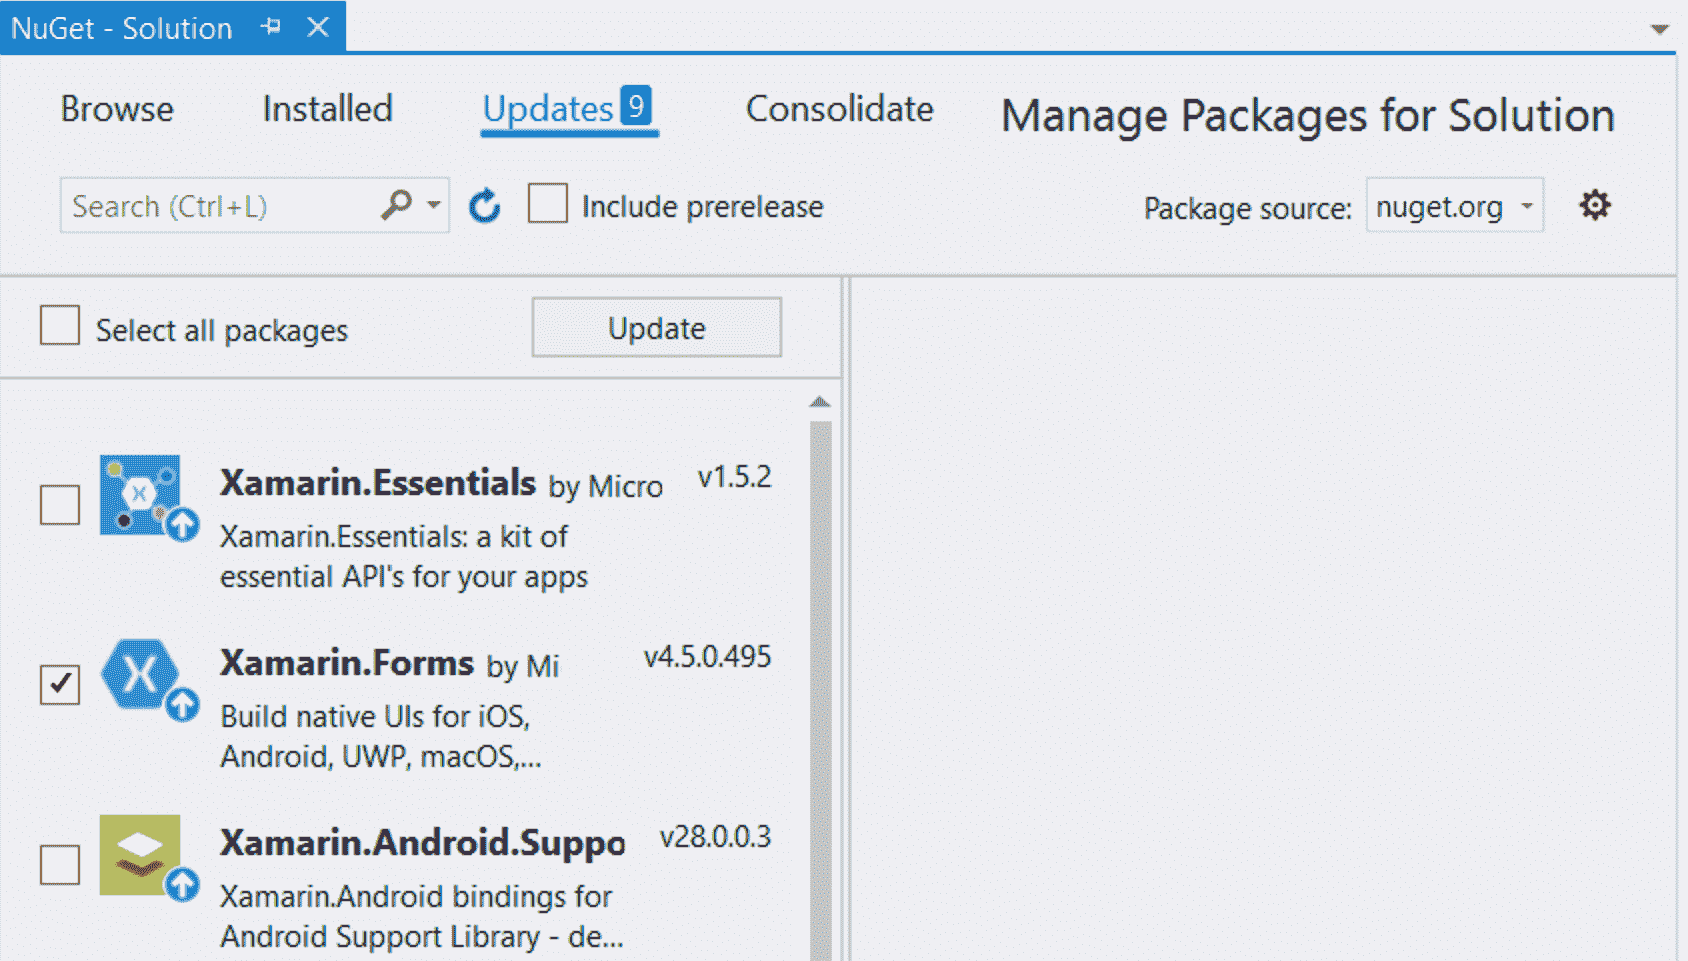 NuGet - Solution
Browse Installed Updates 9 Consolidate Manage Packages for Solution
Search (Ctrl+L) Include prerelease Package source: nuget.org
Select all packages Update
Xamarin.Essentials by Micro v1.5.2
Xamarin.Essentials: a kit of
essential API's for your apps
Xamarin.Forms by Mi v4.5.0.495
Build native UIs for iOS,
Android, UWP, macOS,...
Xamarin.Android.Suppo v28.0.0.3
Xamarin.Android bindings for
Android Support Library - de...